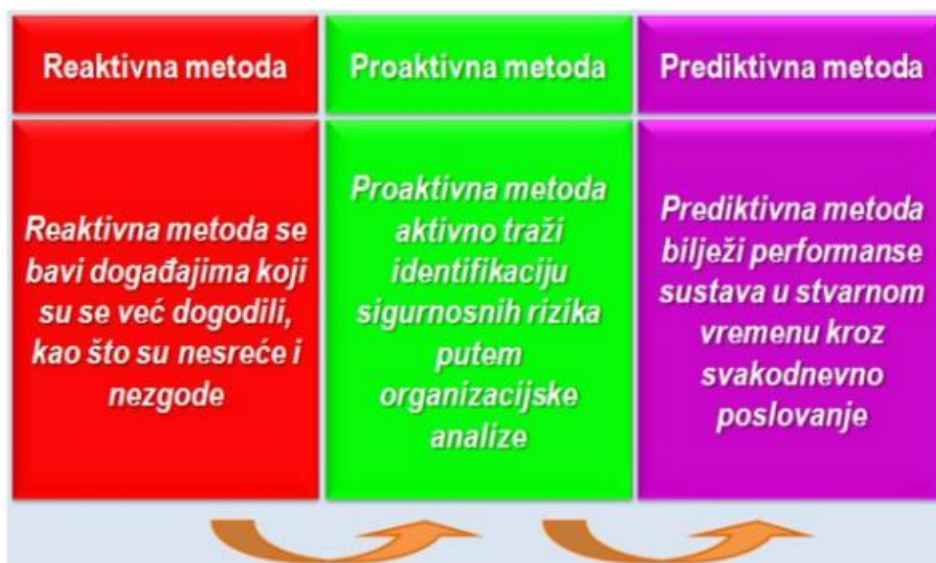 Reaktivna metoda
Proaktivna metoda
Prediktivna metoda
Reaktivna metoda se
bavi događajima koji
su se već dogodili,
kao što su nesreće i
nezgode
Proaktivna metoda
aktivno traži
identifikaciju
sigurnosnih rizika
putem
organizacijske
analize
Prediktivna metoda
bilježi performanse
sustava u stvarnom
vremenu kroz
svakodnevno
poslovanje